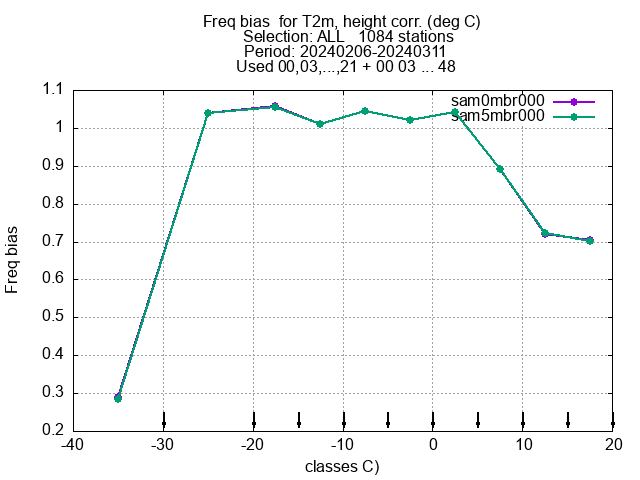 Freq bias  for T2m, height corr. (deg C)
Selection: ALL   1084 stations
Period: 20240206-20240311
Used 00,03,...,21 + 00 03 ... 48
sam0mbr000
sam5mbr000
1.1
1
0.9
0.8
0.7
0.6
0.5
0.4
0.3
0.2
Freq bias
-40 -30 -20 -10 0 10 20
classes C)